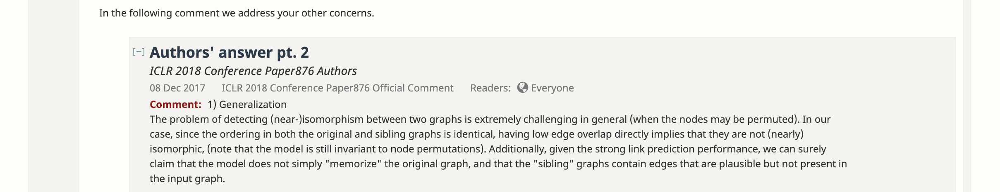 In the following comment we address your other concerns.
[−] Authors' answer pt. 2
ICLR 2018 Conference Paper876 Authors
08 Dec 2017 ICLR 2018 Conference Paper876 Official Comment Readers: Everyone
Comment: 1) Generalization
The problem of detecting (near-)isomorphism between two graphs is extremely challenging in general (when the nodes may be permuted). In our
case, since the ordering in both the original and sibling graphs is identical, having low edge overlap directly implies that they are not (nearly)
isomorphic, (note that the model is still invariant to node permutations). Additionally, given the strong link prediction performance, we can surely
claim that the model does not simply "memorize" the original graph, and that the "sibling" graphs contain edges that are plausible but not present in
the input graph.